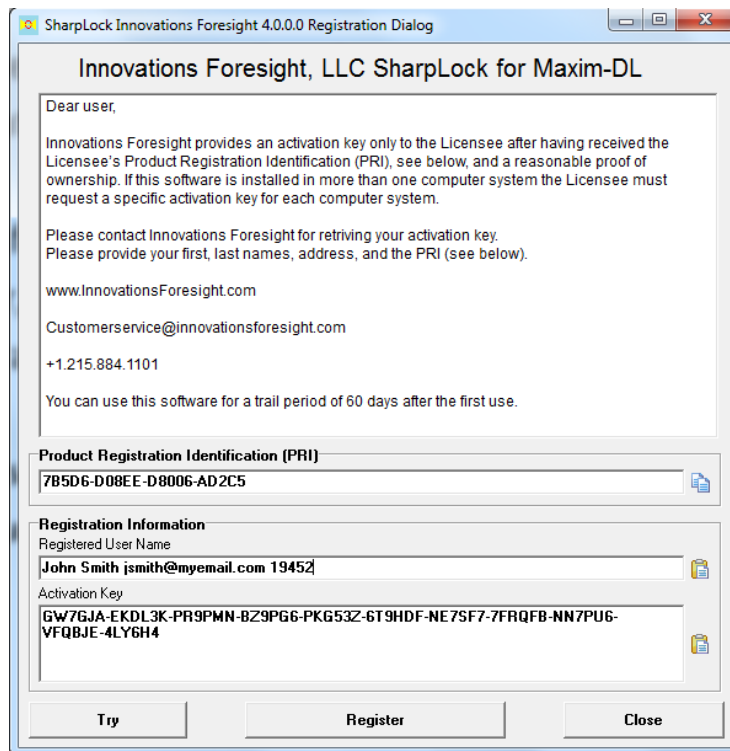 SharpLock Innovations Foresight 4.0.0.0 Registration Dialog
Innovations Foresight, LLC SharpLock for Maxim-DL
Dear user,
Innovations Foresight provides an activation key only to the Licensee after having received the
Licensee's Product Registration Identification (PRI), see below, and a reasonable proof of
ownership. If this software is installed in more than one computer system the Licensee must
request a specific activation key for each computer system.
Please contact Innovations Foresight for retriving your activation key.
Please provide your first, last names, address, and the PRI (see below).
www.InnovationsForesight.com
Customerservice@innovationsforesight.com
+1.215.884.1101
You can use this software for a trail period of 60 days after the first use.
Product Registration Identification (PRI)
7B5D6-D08EE-D8006-AD2C5
Registration Information
Registered User Name
John Smith jsmith@myemail.com 19452
Activation Key
GW7GJA-EKDL3K-PR9PMN-BZ9PG6-PKG53Z-6T9HDF-NE7SF7-7FRQFB-NN7PU6-
VFQBJE-4LY6H4
Try
Register
Close